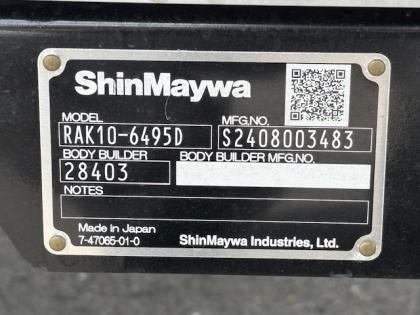 ShinMaywa
MODEL MFG.NO.
RAK10-6495D S2408003483
BODY BUILDER BODY BUILDER MFG.NO.
28403
NOTES
Made in Japan
7-47065-01-0 ShinMaywa Industries, Ltd.